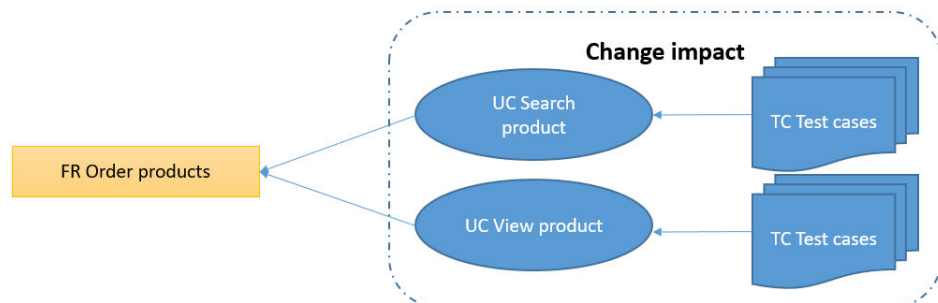 Change impact
UC Search
product
TC Test cases
FR Order products
UC View product
TC Test cases